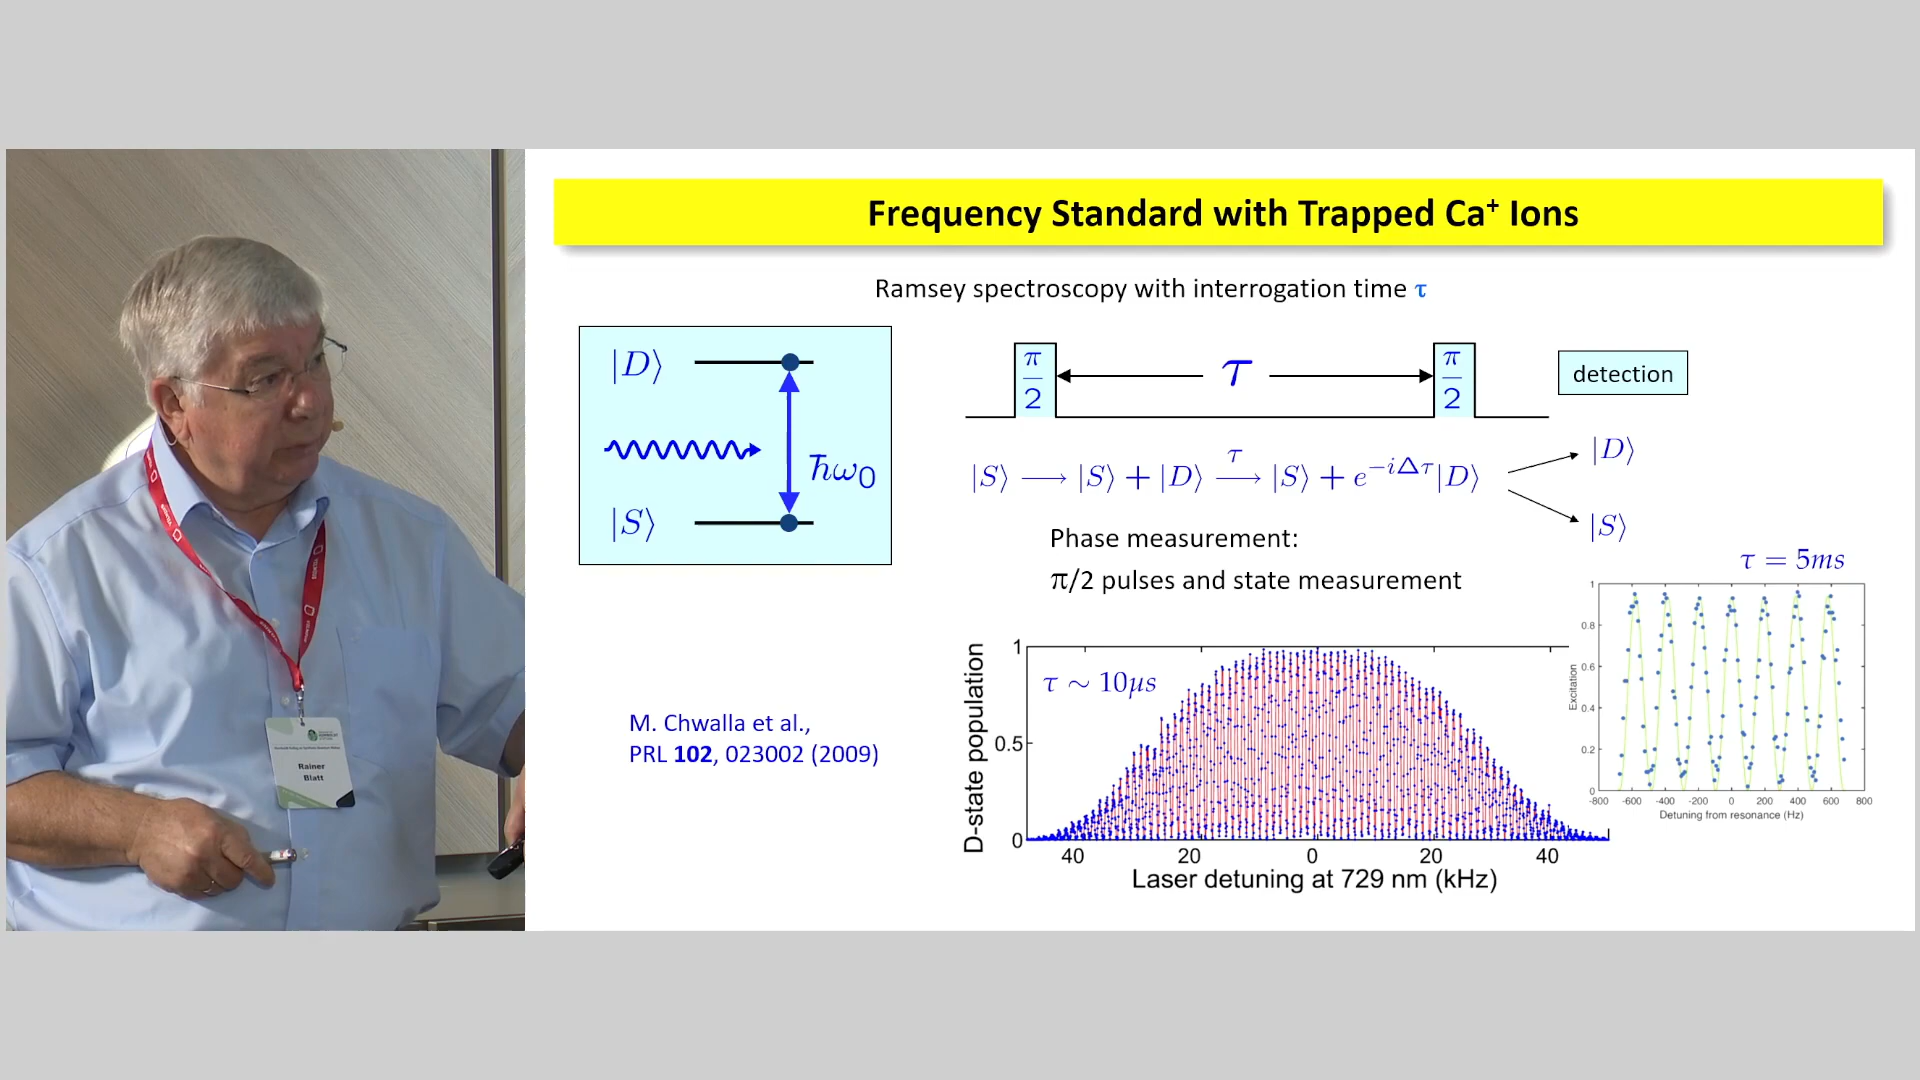 Frequency Standard with Trapped Ca⁺ Ions
Ramsey spectroscopy with interrogation time τ
|D⟩
ħω₀
|S⟩
π/2
τ
π/2
detection
|S⟩ ⟶ |S⟩ + |D⟩ ⟶ |S⟩ + e^{-iΔτ}|D⟩
τ
|D⟩
|S⟩
Phase measurement:
π/2 pulses and state measurement
M. Chwalla et al.,
PRL 102, 023002 (2009)
D-state population
1
0.5
0
τ ∼ 10µs
40 20 0 20 40
Laser detuning at 729 nm (kHz)
τ = 5ms
Excitation
1
0.8
0.6
0.4
0.2
0
-800 -600 -400 -200 0 200 400 600 800
Detuning from resonance (Hz)
Rainer
Blatt